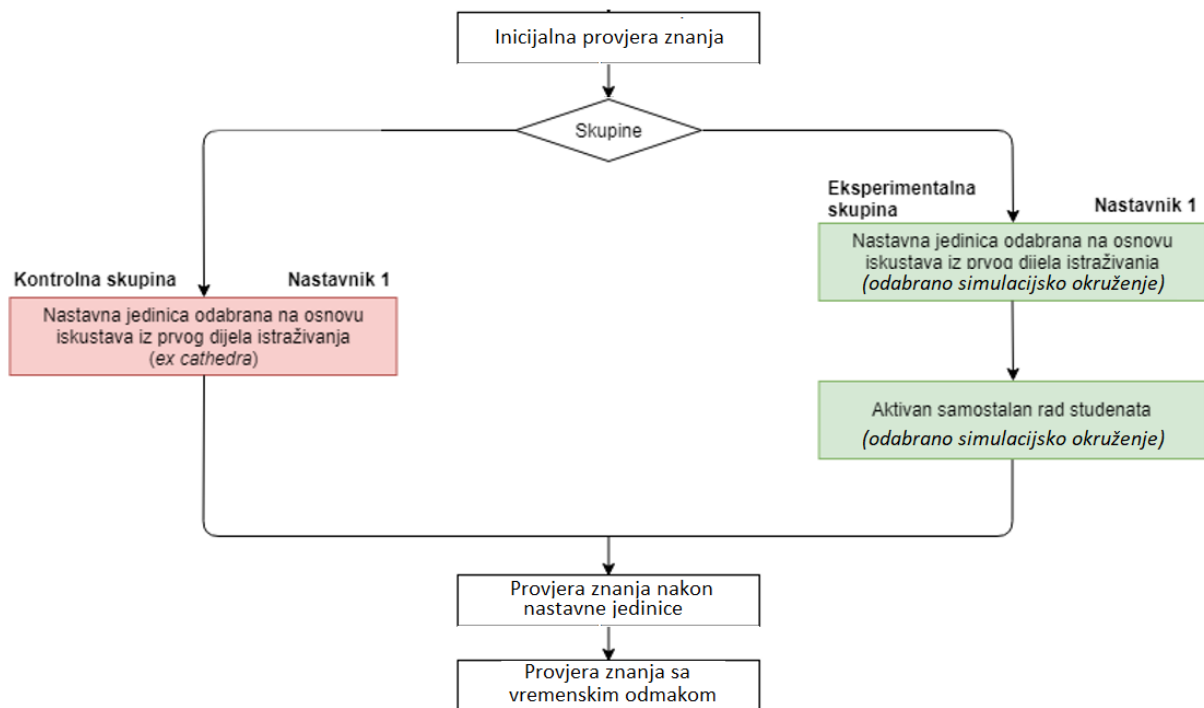 Inicijalna provjera znanja
Skupine
Kontrolna skupina
Nastavnik 1
Nastavna jedinica odabrana na osnovu
iskustava iz prvog dijela istraživanja
(ex cathedra)
Eksperimentalna
skupina
Nastavnik 1
Nastavna jedinica odabrana na osnovu
iskustava iz prvog dijela istraživanja
(odabrano simulacijsko okruženje)
Aktivan samostalan rad studenata
(odabrano simulacijsko okruženje)
Provjera znanja nakon
nastavne jedinice
Provjera znanja sa
vremenskim odmakom